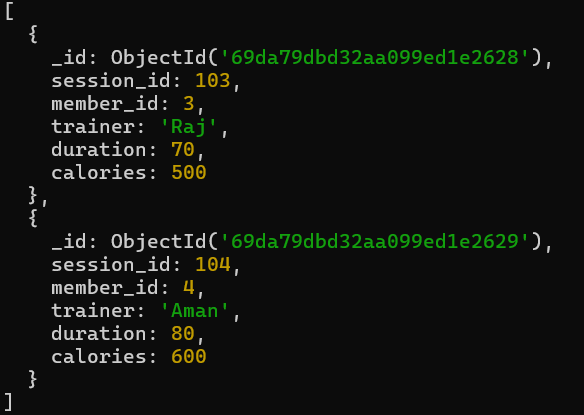 [
  {
    _id: ObjectId('69da79dbd32aa099ed1e2628'),
    session_id: 103,
    member_id: 3,
    trainer: 'Raj',
    duration: 70,
    calories: 500
  },
  {
    _id: ObjectId('69da79dbd32aa099ed1e2629'),
    session_id: 104,
    member_id: 4,
    trainer: 'Aman',
    duration: 80,
    calories: 600
  }
]